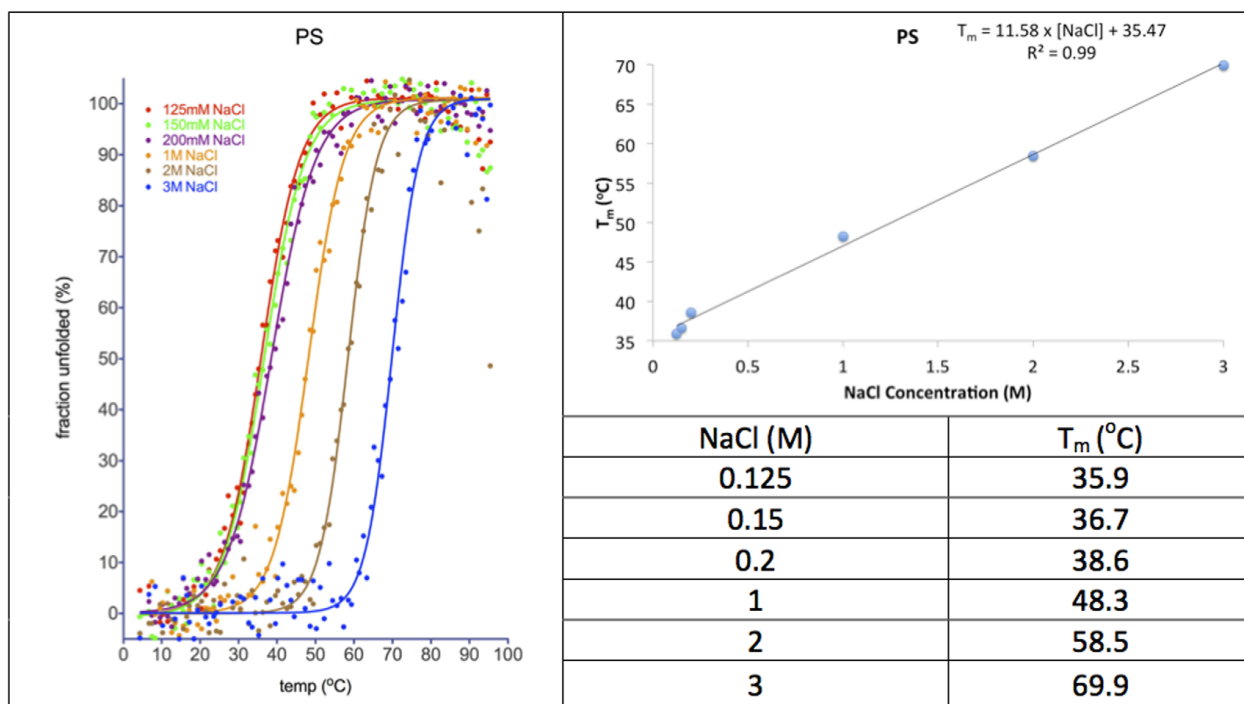 PS
fraction unfolded (%)
100
90
80
70
60
50
40
30
20
10
0
125mM NaCl
150mM NaCl
200mM NaCl
1M NaCl
2M NaCl
3M NaCl
0 10 20 30 40 50 60 70 80 90 100
temp (°C)
PS
Tₘ = 11.58 x [NaCl] + 35.47
R² = 0.99
Tₘ (°C)
70
65
60
55
50
45
40
35
0 0.5 1 1.5 2 2.5 3
NaCl Concentration (M)
NaCl (M) Tₘ (°C)
0.125 35.9
0.15 36.7
0.2 38.6
1 48.3
2 58.5
3 69.9